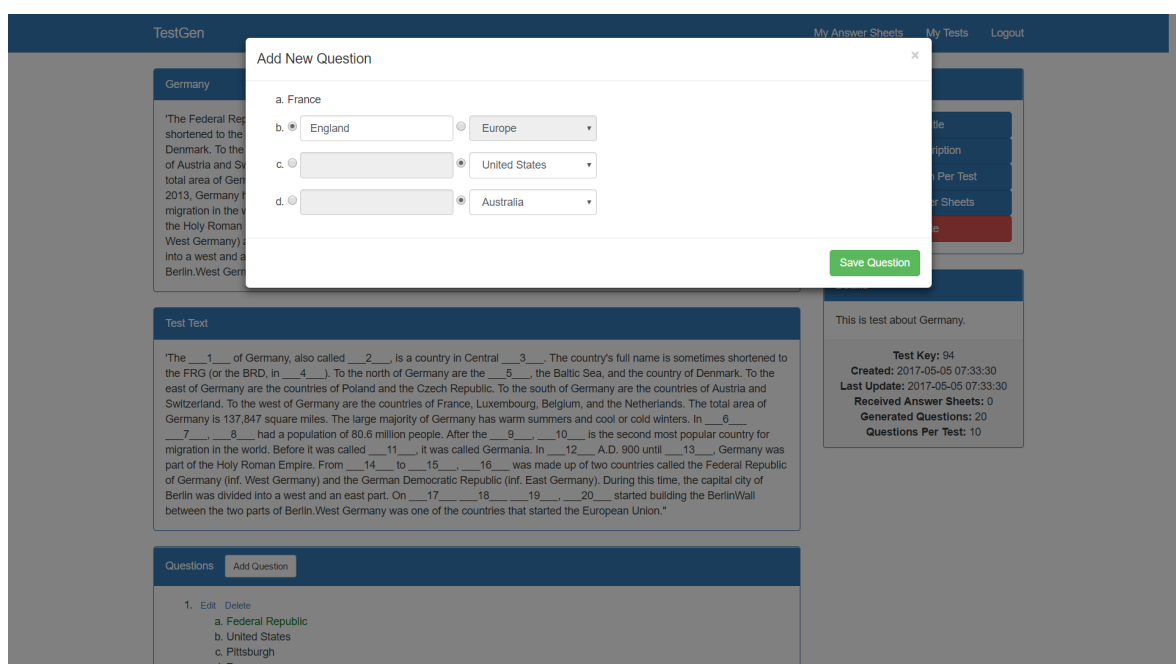 TestGen
My Answer Sheets My Tests Logout
Add New Question
×
a. France
b. England Europe
c. United States
d. Australia
Save Question
Germany
'The Federal Rep
shortened to the
Denmark. To the
of Austria and Sw
total area of Germ
2013, Germany h
migration in the w
the Holy Roman
West Germany) a
into a west and a
Berlin.West Germ
tle
ription
n Per Test
er Sheets
e
Test Text
'The ___1___ of Germany, also called ___2___, is a country in Central ___3___. The country's full name is sometimes shortened to
the FRG (or the BRD, in ___4___). To the north of Germany are the ___5___, the Baltic Sea, and the country of Denmark. To the
east of Germany are the countries of Poland and the Czech Republic. To the south of Germany are the countries of Austria and
Switzerland. To the west of Germany are the countries of France, Luxembourg, Belgium, and the Netherlands. The total area of
Germany is 137,847 square miles. The large majority of Germany has warm summers and cool or cold winters. In ___6___
___7___, ___8___ had a population of 80.6 million people. After the ___9___, ___10___ is the second most popular country for
migration in the world. Before it was called ___11___, it was called Germania. In ___12___ A.D. 900 until ___13___, Germany was
part of the Holy Roman Empire. From ___14___ to ___15___, ___16___ was made up of two countries called the Federal Republic
of Germany (inf. West Germany) and the German Democratic Republic (inf. East Germany). During this time, the capital city of
Berlin was divided into a west and an east part. On ___17___ ___18___ ___19___, ___20___ started building the BerlinWall
between the two parts of Berlin.West Germany was one of the countries that started the European Union."
This is test about Germany.
Test Key: 94
Created: 2017-05-05 07:33:30
Last Update: 2017-05-05 07:33:30
Received Answer Sheets: 0
Generated Questions: 20
Questions Per Test: 10
Questions Add Question
1. Edit Delete
a. Federal Republic
b. United States
c. Pittsburgh